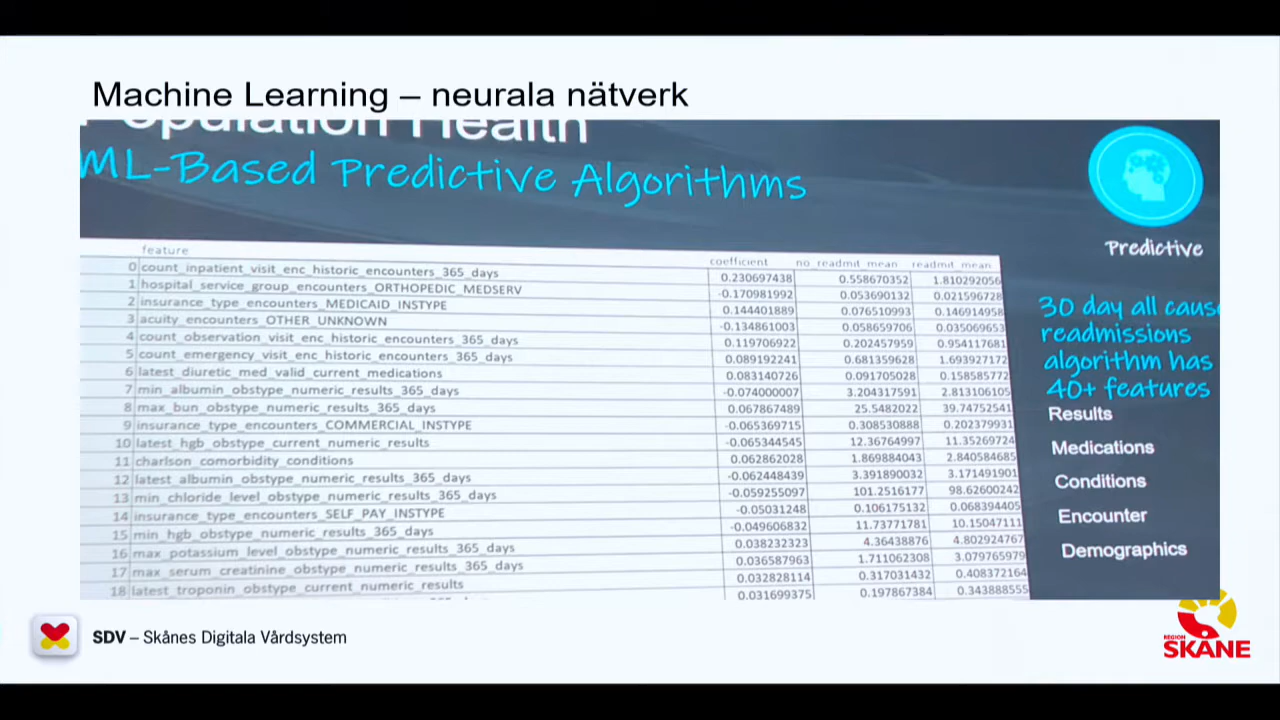 Machine Learning – neurala nätverk
Population Health
ML-Based Predictive Algorithms
Predictive
feature coefficient no_readmit_mean readmit_mean
0 count_inpatient_visit_enc_historic_encounters_365_days 0.230697438 0.558670352 1.810292056
1 hospital_service_group_encounters_ORTHOPEDIC_MEDSERV -0.170981992 0.053690132 0.021596728
2 insurance_type_encounters_MEDICAID_INSTYPE 0.144401889 0.076510993 0.146914958
3 acuity_encounters_OTHER_UNKNOWN -0.134861003 0.058659706 0.035069653
4 count_observation_visit_enc_historic_encounters_365_days 0.119706922 0.202457959 0.954117681
5 count_emergency_visit_enc_historic_encounters_365_days 0.089192241 0.681359628 1.693927172
6 latest_diuretic_med_valid_current_medications 0.083140726 0.091705028 0.158585772
7 min_albumin_obstype_numeric_results_365_days -0.074000007 3.204317591 2.813106105
8 max_bun_obstype_numeric_results_365_days 0.067867489 25.5482022 39.74752541
9 insurance_type_encounters_COMMERCIAL_INSTYPE -0.065369715 0.308530888 0.202379931
10 latest_hgb_obstype_current_numeric_results -0.065344545 12.36764997 11.35269724
11 charlson_comorbidity_conditions 0.062862028 1.869884043 2.840584685
12 latest_albumin_obstype_numeric_results_365_days -0.062448439 3.391890032 3.171491901
13 min_chloride_level_obstype_numeric_results_365_days -0.059255097 101.2516177 98.62600242
14 insurance_type_encounters_SELF_PAY_INSTYPE -0.05031248 0.106175132 0.068394405
15 min_hgb_obstype_numeric_results_365_days -0.049606832 11.73771781 10.15047111
16 max_potassium_level_obstype_numeric_results_365_days 0.038232323 4.36438876 4.802924767
17 max_serum_creatinine_obstype_numeric_results_365_days 0.036587963 1.711062308 3.079765979
18 latest_troponin_obstype_current_numeric_results 0.032828114 0.317031432 0.408372164
0.031699375 0.197867384 0.343888555
30 day all cause
readmissions
algorithm has
40+ features
Results
Medications
Conditions
Encounter
Demographics
SDV – Skånes Digitala Vårdsystem
REGION
SKÅNE